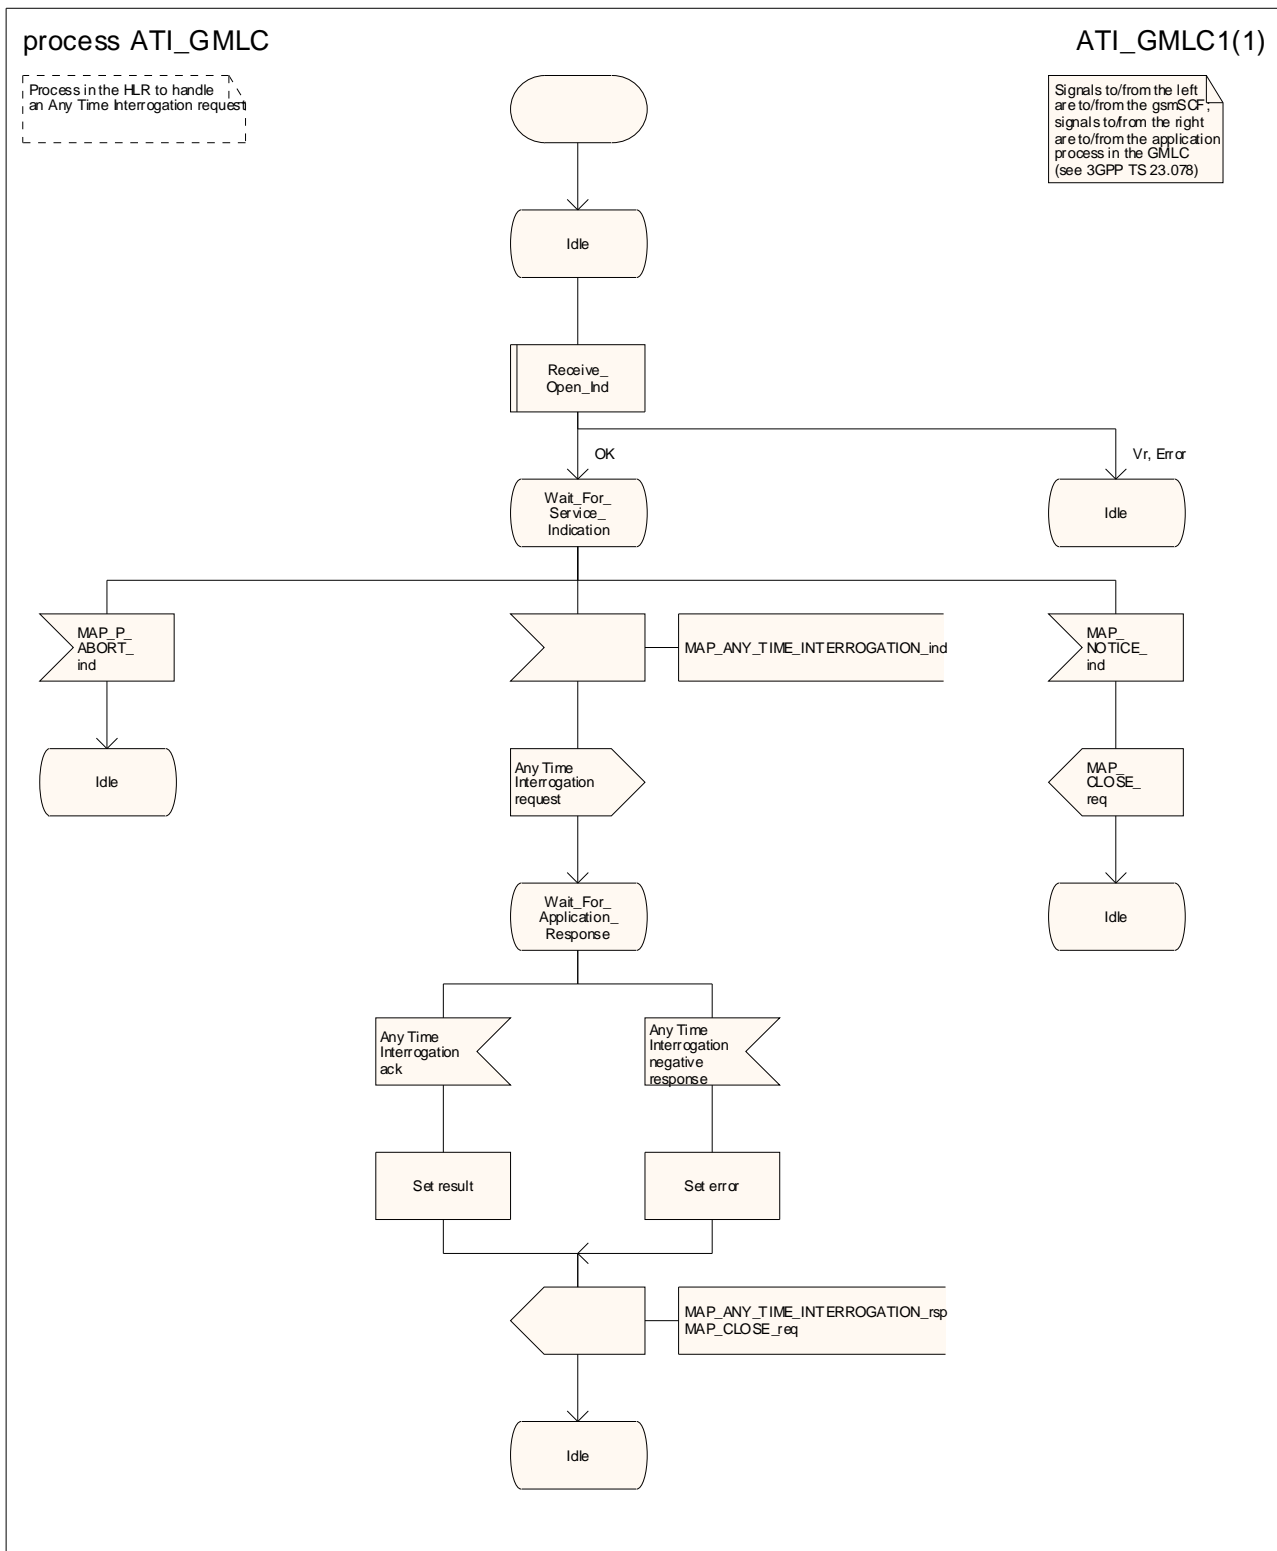 process ATI_GMLC
ATI_GMLC1(1)
Process in the HLR to handle
an Any Time Interrogation request
Signals to/from the left
are to/from the gsmSCF;
signals to/from the right
are to/from the application
process in the GMLC
(see 3GPP TS 23.078)
Idle
Receive_
Open_Ind
OK
Vr, Error
Wait_For_
Service_
Indication
Idle
MAP_P_
ABORT_
ind
MAP_ANY_TIME_INTERROGATION_ind
MAP_
NOTICE_
ind
Idle
Any Time
Interrogation
request
MAP_
CLOSE_
req
Wait_For_
Application_
Response
Idle
Any Time
Interrogation
ack
Any Time
Interrogation
negative
response
Set result
Set error
MAP_ANY_TIME_INTERROGATION_rsp
MAP_CLOSE_req
Idle